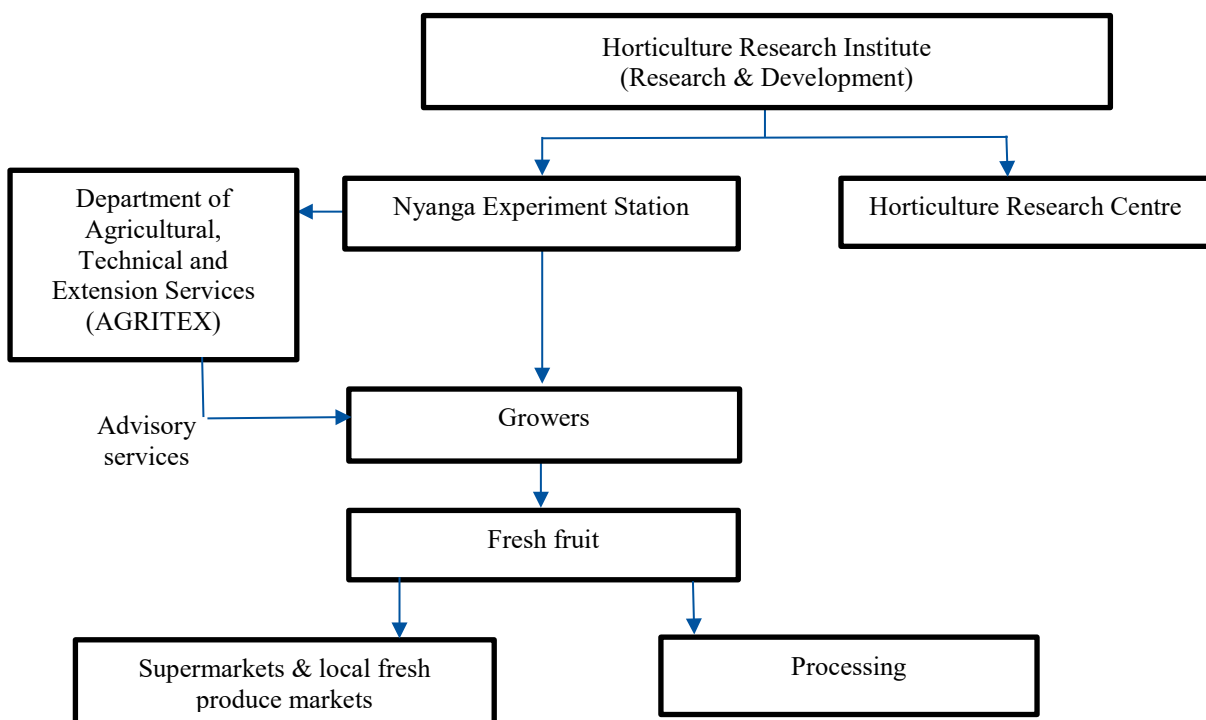 Horticulture Research Institute
(Research & Development)
Department of
Agricultural,
Technical and
Extension Services
(AGRITEX)
Nyanga Experiment Station
Horticulture Research Centre
Advisory
services
Growers
Fresh fruit
Supermarkets & local fresh
produce markets
Processing